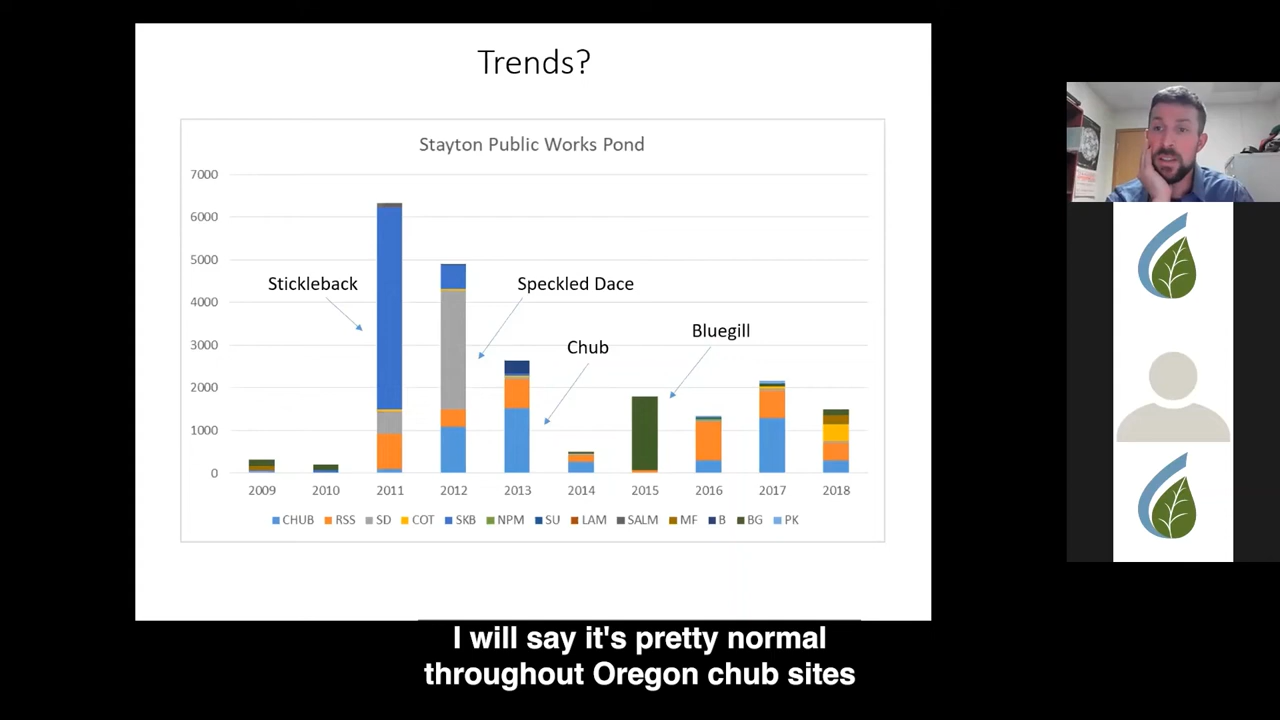 Trends?
Stayton Public Works Pond
7000
6000
5000
4000
3000
2000
1000
0
Stickleback
Speckled Dace
Chub
Bluegill
2009 2010 2011 2012 2013 2014 2015 2016 2017 2018
CHUB RSS SD COT SKB NPM SU LAM SALM MF B BG PK
I will say it's pretty normal
throughout Oregon chub sites